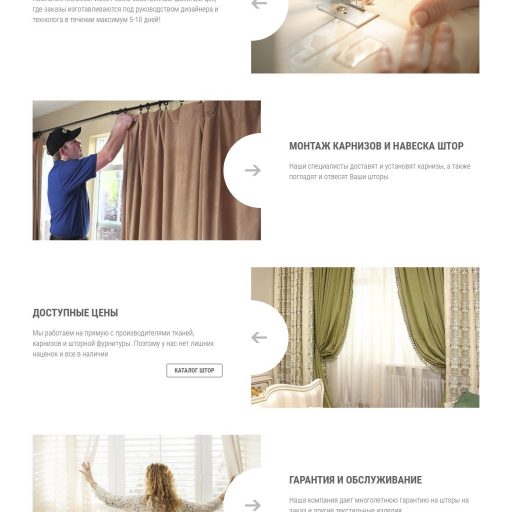 где заказы изготавливаются под руководством дизайнера и
технолога в течении максимум 5-10 дней!
МОНТАЖ КАРНИЗОВ И НАВЕСКА ШТОР
Наши специалисты доставят и установят карнизы, а также
погладят и отвесят Ваши шторы
ДОСТУПНЫЕ ЦЕНЫ
Мы работаем на прямую с производителями тканей,
карнизов и шторной фурнитуры. Поэтому у нас нет лишних
наценок и все в наличии
КАТАЛОГ ШТОР
ГАРАНТИЯ И ОБСЛУЖИВАНИЕ
Наша компания дает многолетнюю гарантию на шторы на
заказ и другие текстильные изделия